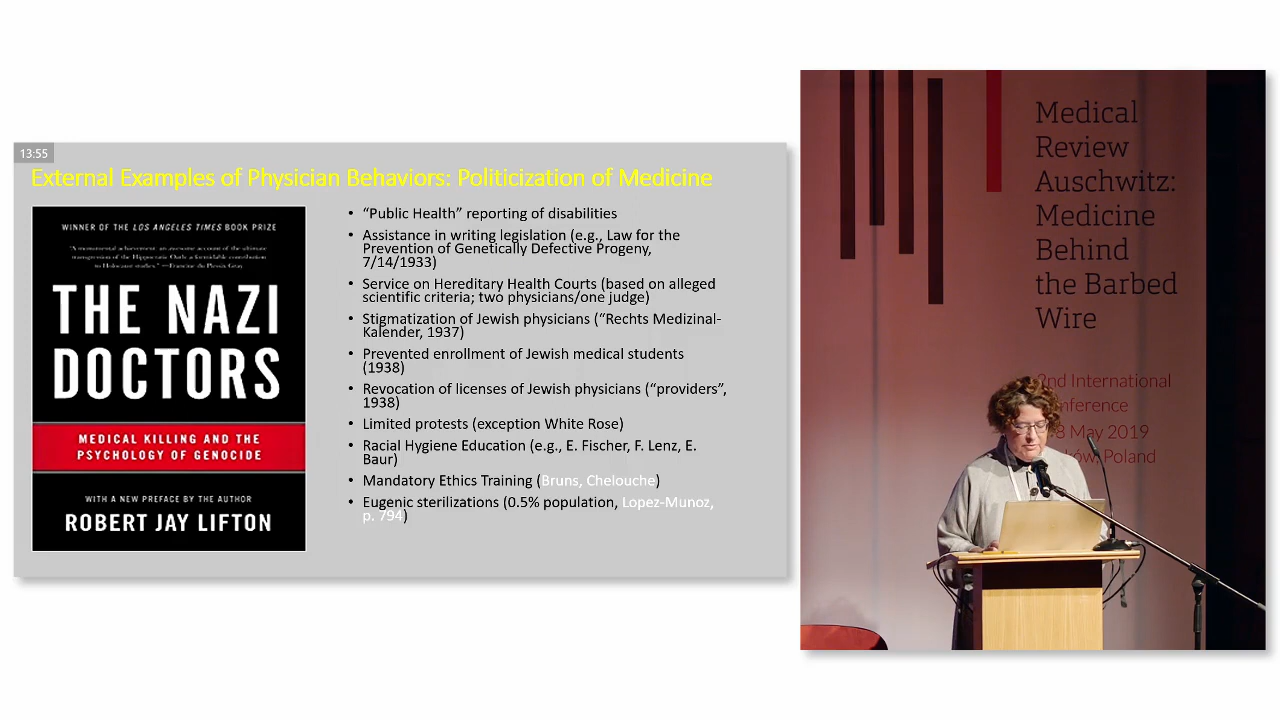 13:55
External Examples of Physician Behaviors: Politicization of Medicine
WINNER OF THE LOS ANGELES TIMES BOOK PRIZE
"A monumental achievement: an awesome account of the ultimate
transgression of the Hippocratic Oath: a formidable contribution
to Holocaust studies." —Francine du Plessix Gray
THE NAZI
DOCTORS
MEDICAL KILLING AND THE
PSYCHOLOGY OF GENOCIDE
WITH A NEW PREFACE BY THE AUTHOR
ROBERT JAY LIFTON
• “Public Health” reporting of disabilities
• Assistance in writing legislation (e.g., Law for the
Prevention of Genetically Defective Progeny,
7/14/1933)
• Service on Hereditary Health Courts (based on alleged
scientific criteria; two physicians/one judge)
• Stigmatization of Jewish physicians (“Rechts Medizinal-
Kalender, 1937)
• Prevented enrollment of Jewish medical students
(1938)
• Revocation of licenses of Jewish physicians (“providers”,
1938)
• Limited protests (exception White Rose)
• Racial Hygiene Education (e.g., E. Fischer, F. Lenz, E.
Baur)
• Mandatory Ethics Training (Bruns, Chelouche)
• Eugenic sterilizations (0.5% population, Lopez-Munoz,
p. 794)
Medical
Review
Auschwitz:
Medicine
Behind
the Barbed
Wire
2nd International
nference
8 May 2019
ków, Poland